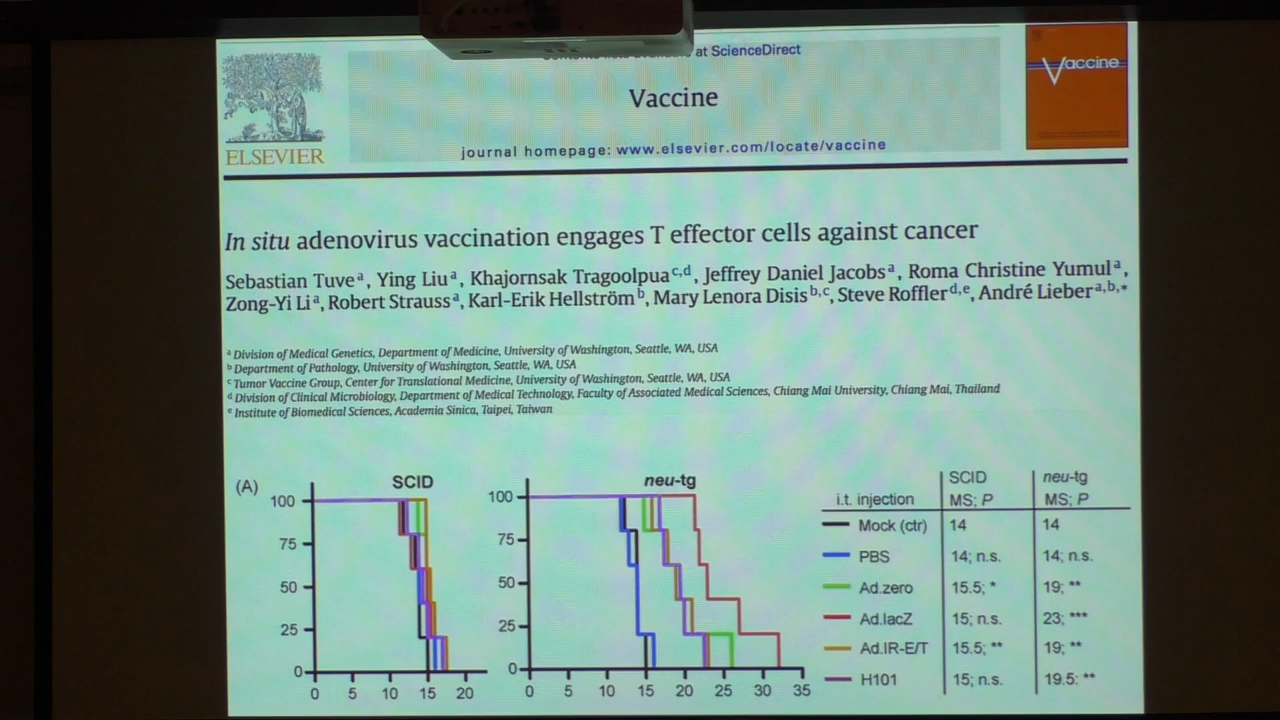 at ScienceDirect
Vaccine
Vaccine
journal homepage: www.elsevier.com/locate/vaccine
ELSEVIER
In situ adenovirus vaccination engages T effector cells against cancer
Sebastian Tuve a, Ying Liu a, Khajornsak Tragoolpua c,d, Jeffrey Daniel Jacobs a, Roma Christine Yumul a,
Zong-Yi Li a, Robert Strauss a, Karl-Erik Hellström b, Mary Lenora Disis b,c, Steve Roffler d,e, André Lieber a,b,*
a Division of Medical Genetics, Department of Medicine, University of Washington, Seattle, WA, USA
b Department of Pathology, University of Washington, Seattle, WA, USA
c Tumor Vaccine Group, Center for Translational Medicine, University of Washington, Seattle, WA, USA
d Division of Clinical Microbiology, Department of Medical Technology, Faculty of Associated Medical Sciences, Chiang Mai University, Chiang Mai, Thailand
e Institute of Biomedical Sciences, Academia Sinica, Taipei, Taiwan
(A)
SCID
100
75
50
25
0
0 5 10 15 20
neu-tg
100
75
50
25
0
0 5 10 15 20 25 30 35
SCID neu-tg
i.t. injection MS; P MS; P
Mock (ctr) 14 14
PBS 14; n.s. 14; n.s.
Ad.zero 15.5; * 19; **
Ad.lacZ 15; n.s. 23; ***
Ad.IR-E/T 15.5; ** 19; **
H101 15; n.s. 19.5: **